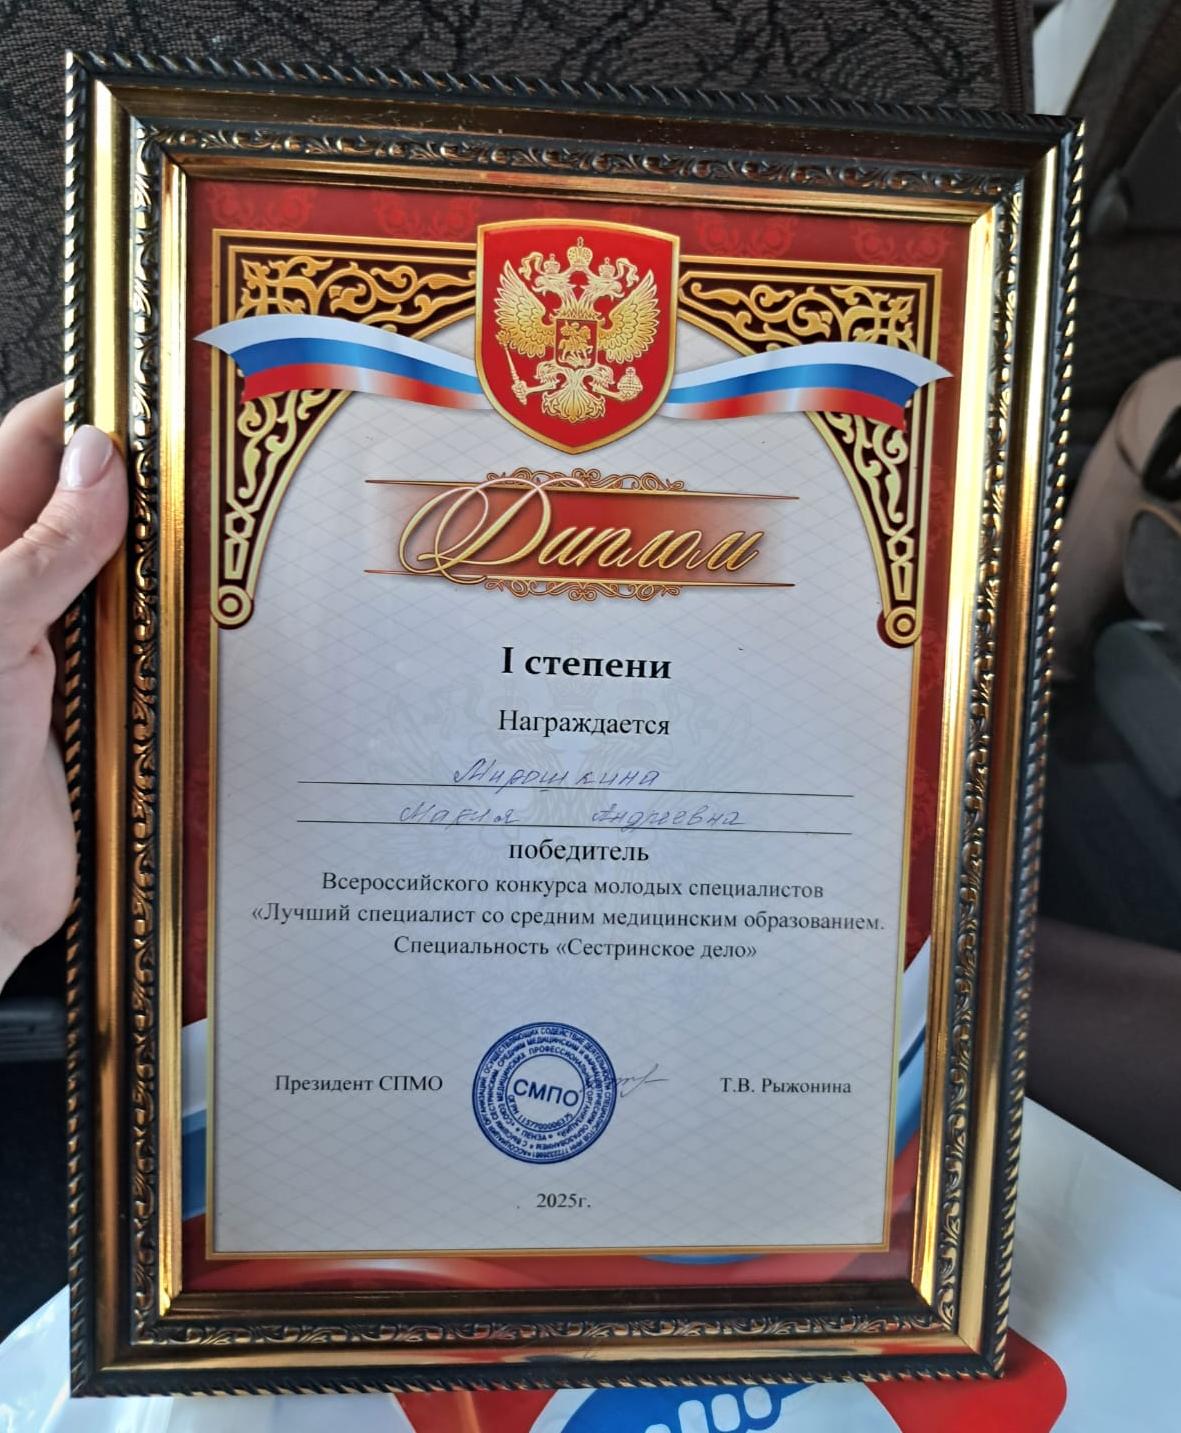 Диплом
I степени
Награждается
Мирошкина
Мария Андреевна
победитель
Всероссийского конкурса молодых специалистов
«Лучший специалист со средним медицинским образованием.
Специальность «Сестринское дело»
Президент СПМО
СМПО
ПЕНЗА
Т.В. Рыжонина
2025г.